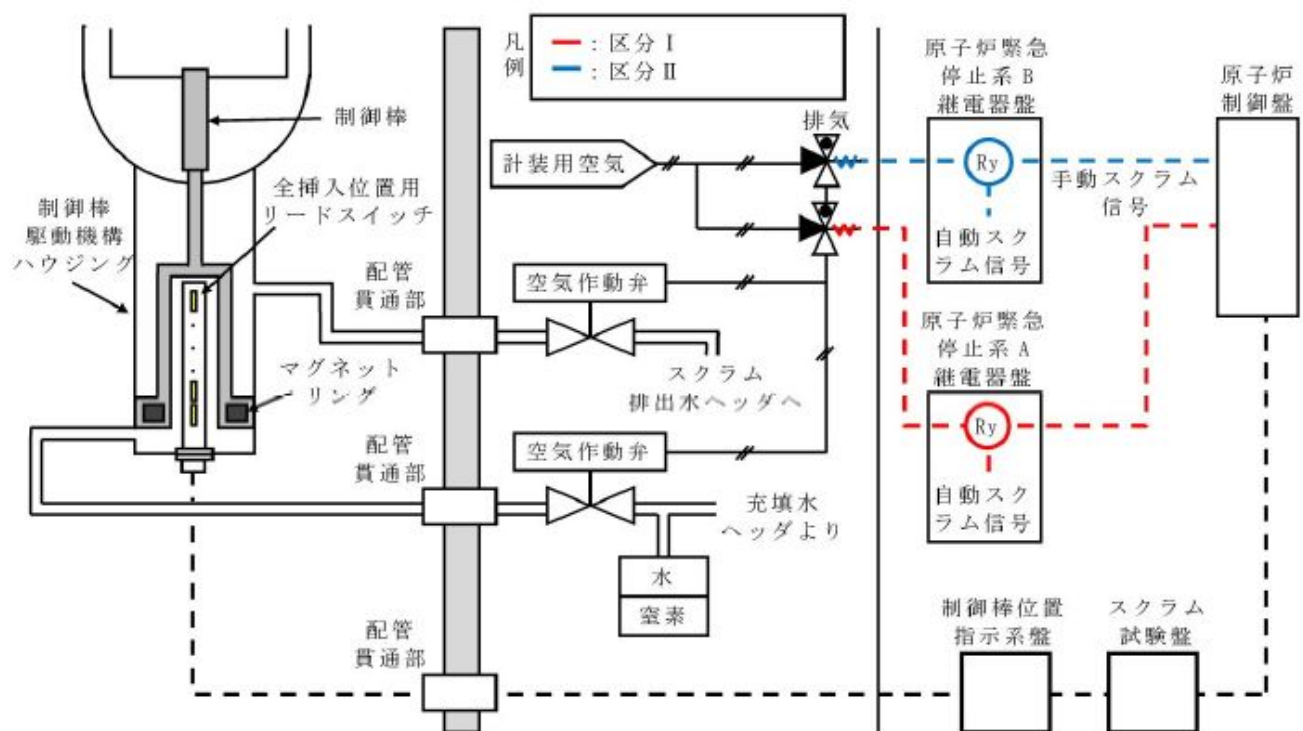 凡例
：区分Ⅰ
：区分Ⅱ
制御棒
全挿入位置用
リードスイッチ
制御棒
駆動機構
ハウジング
マグネット
ーリング
配管
貫通部
配管
貫通部
配管
貫通部
計装用空気
排気
空気作動弁
スクラム
排出水ヘッダへ
空気作動弁
充填水
ヘッダより
水
窒素
原子炉緊急
停止系B
継電器盤
Ry
自動スク
ラム信号
手動スクラム
信号
原子炉
制御盤
原子炉緊急
停止系A
継電器盤
Ry
自動スク
ラム信号
制御棒位置
指示系盤
スクラム
試験盤